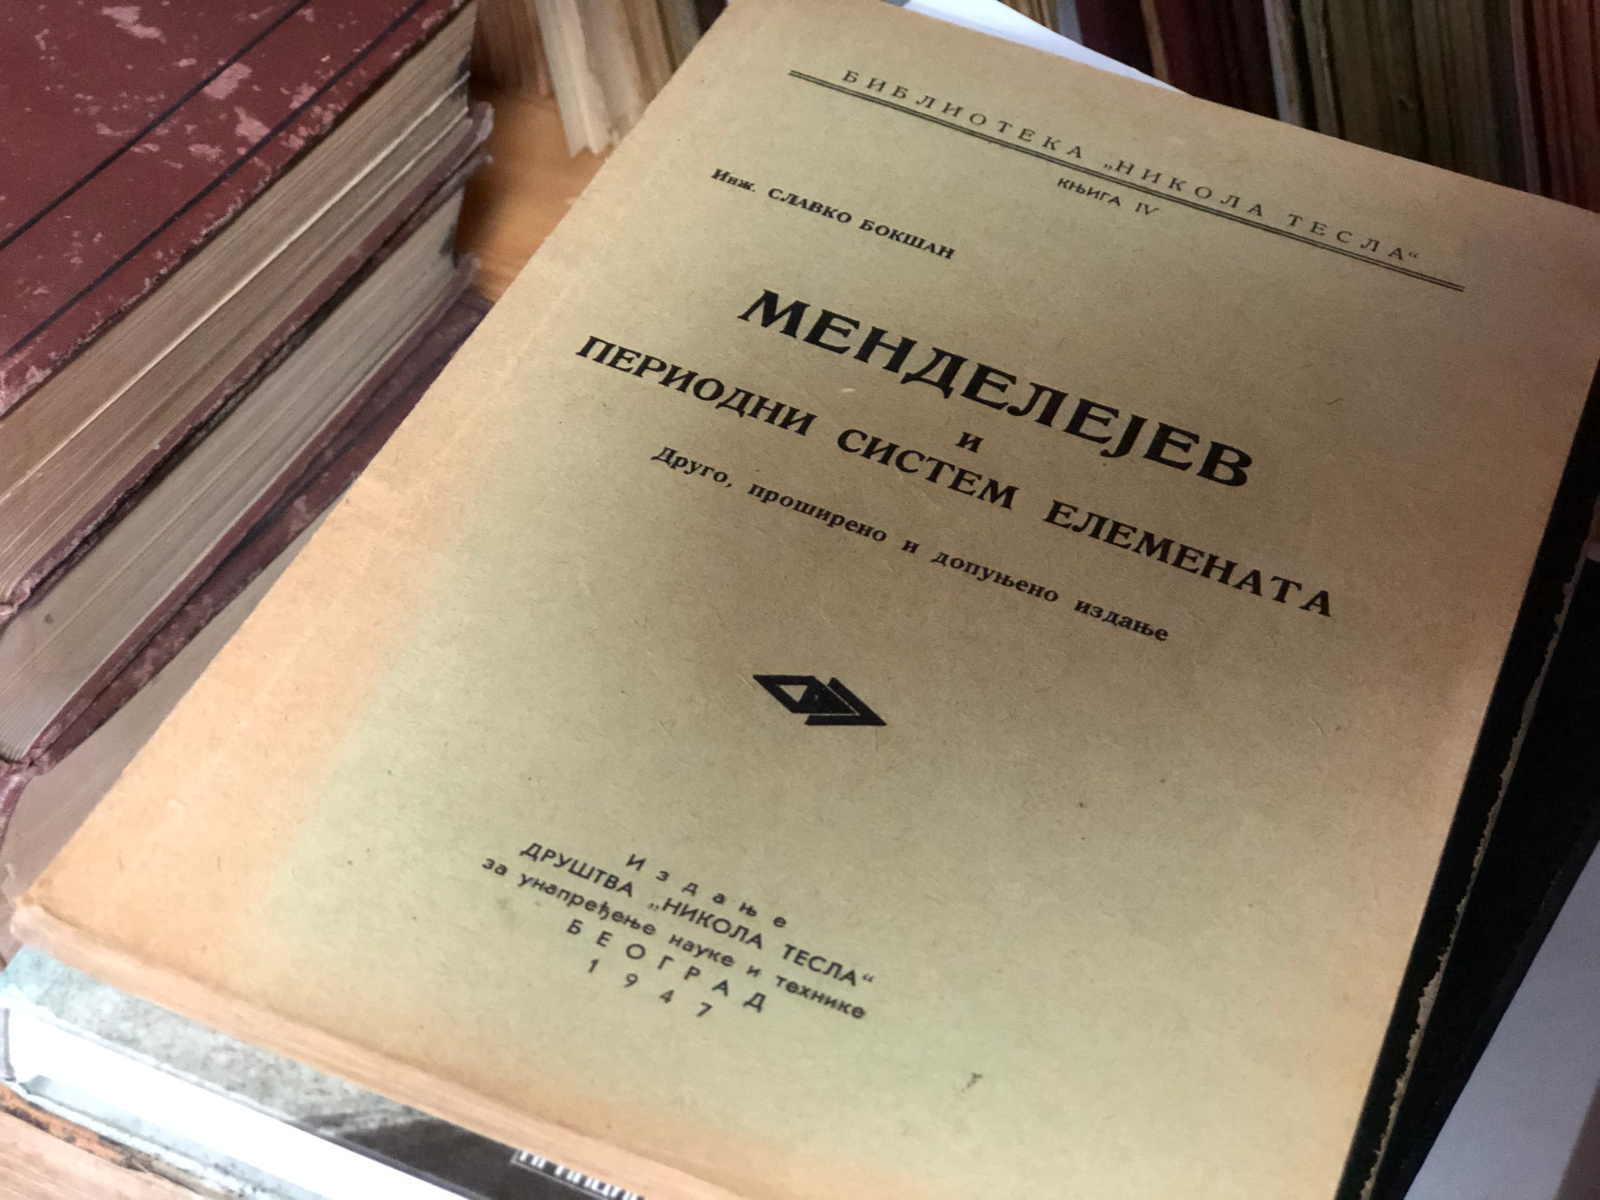 БИБЛИОТЕКА „НИКОЛА ТЕСЛА“
КЊИГА IV
Инж. СЛАВКО БОКШАН
МЕНДЕЛЕЈЕВ
и
ПЕРИОДНИ СИСТЕМ ЕЛЕМЕНАТА
Друго, проширено и допуњено издање
Издање
ДРУШТВА „НИКОЛА ТЕСЛА“
за унапређење науке и технике
БЕОГРАД
1947